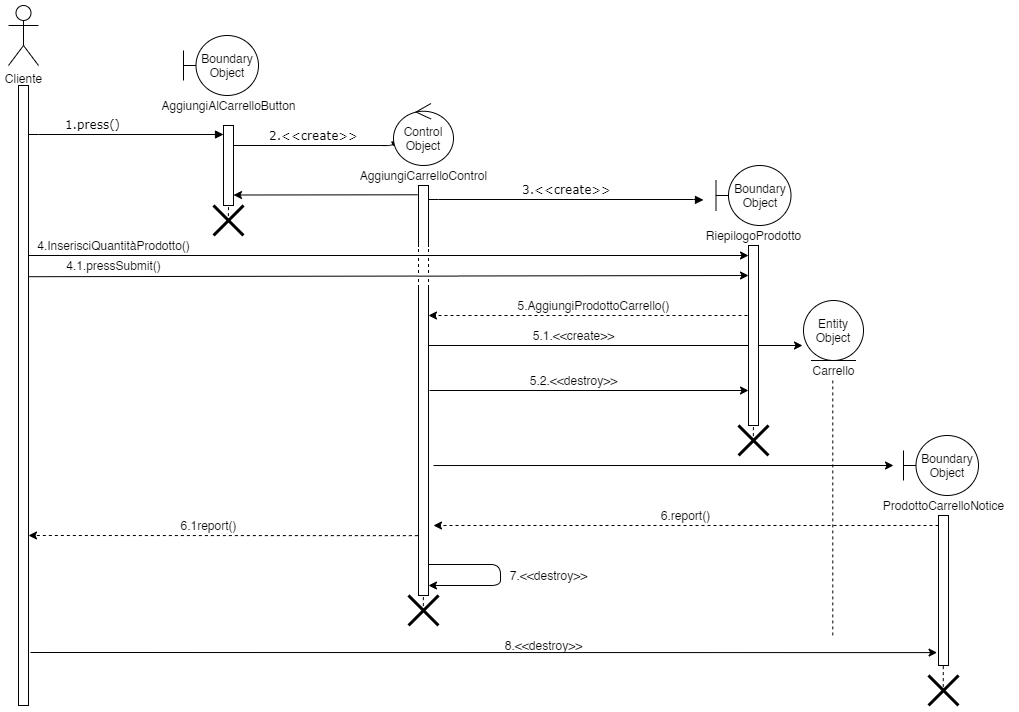 Cliente
Boundary
Object
AggiungiAlCarrelloButton
1.press()
2.<<create>>
Control
Object
AggiungiCarrelloControl
3.<<create>>
Boundary
Object
RiepilogoProdotto
4.InserisciQuantitàProdotto()
4.1.pressSubmit()
5.AggiungiProdottoCarrello()
5.1.<<create>>
Entity
Object
Carrello
5.2.<<destroy>>
Boundary
Object
ProdottoCarrelloNotice
6.report()
6.1report()
7.<<destroy>>
8.<<destroy>>